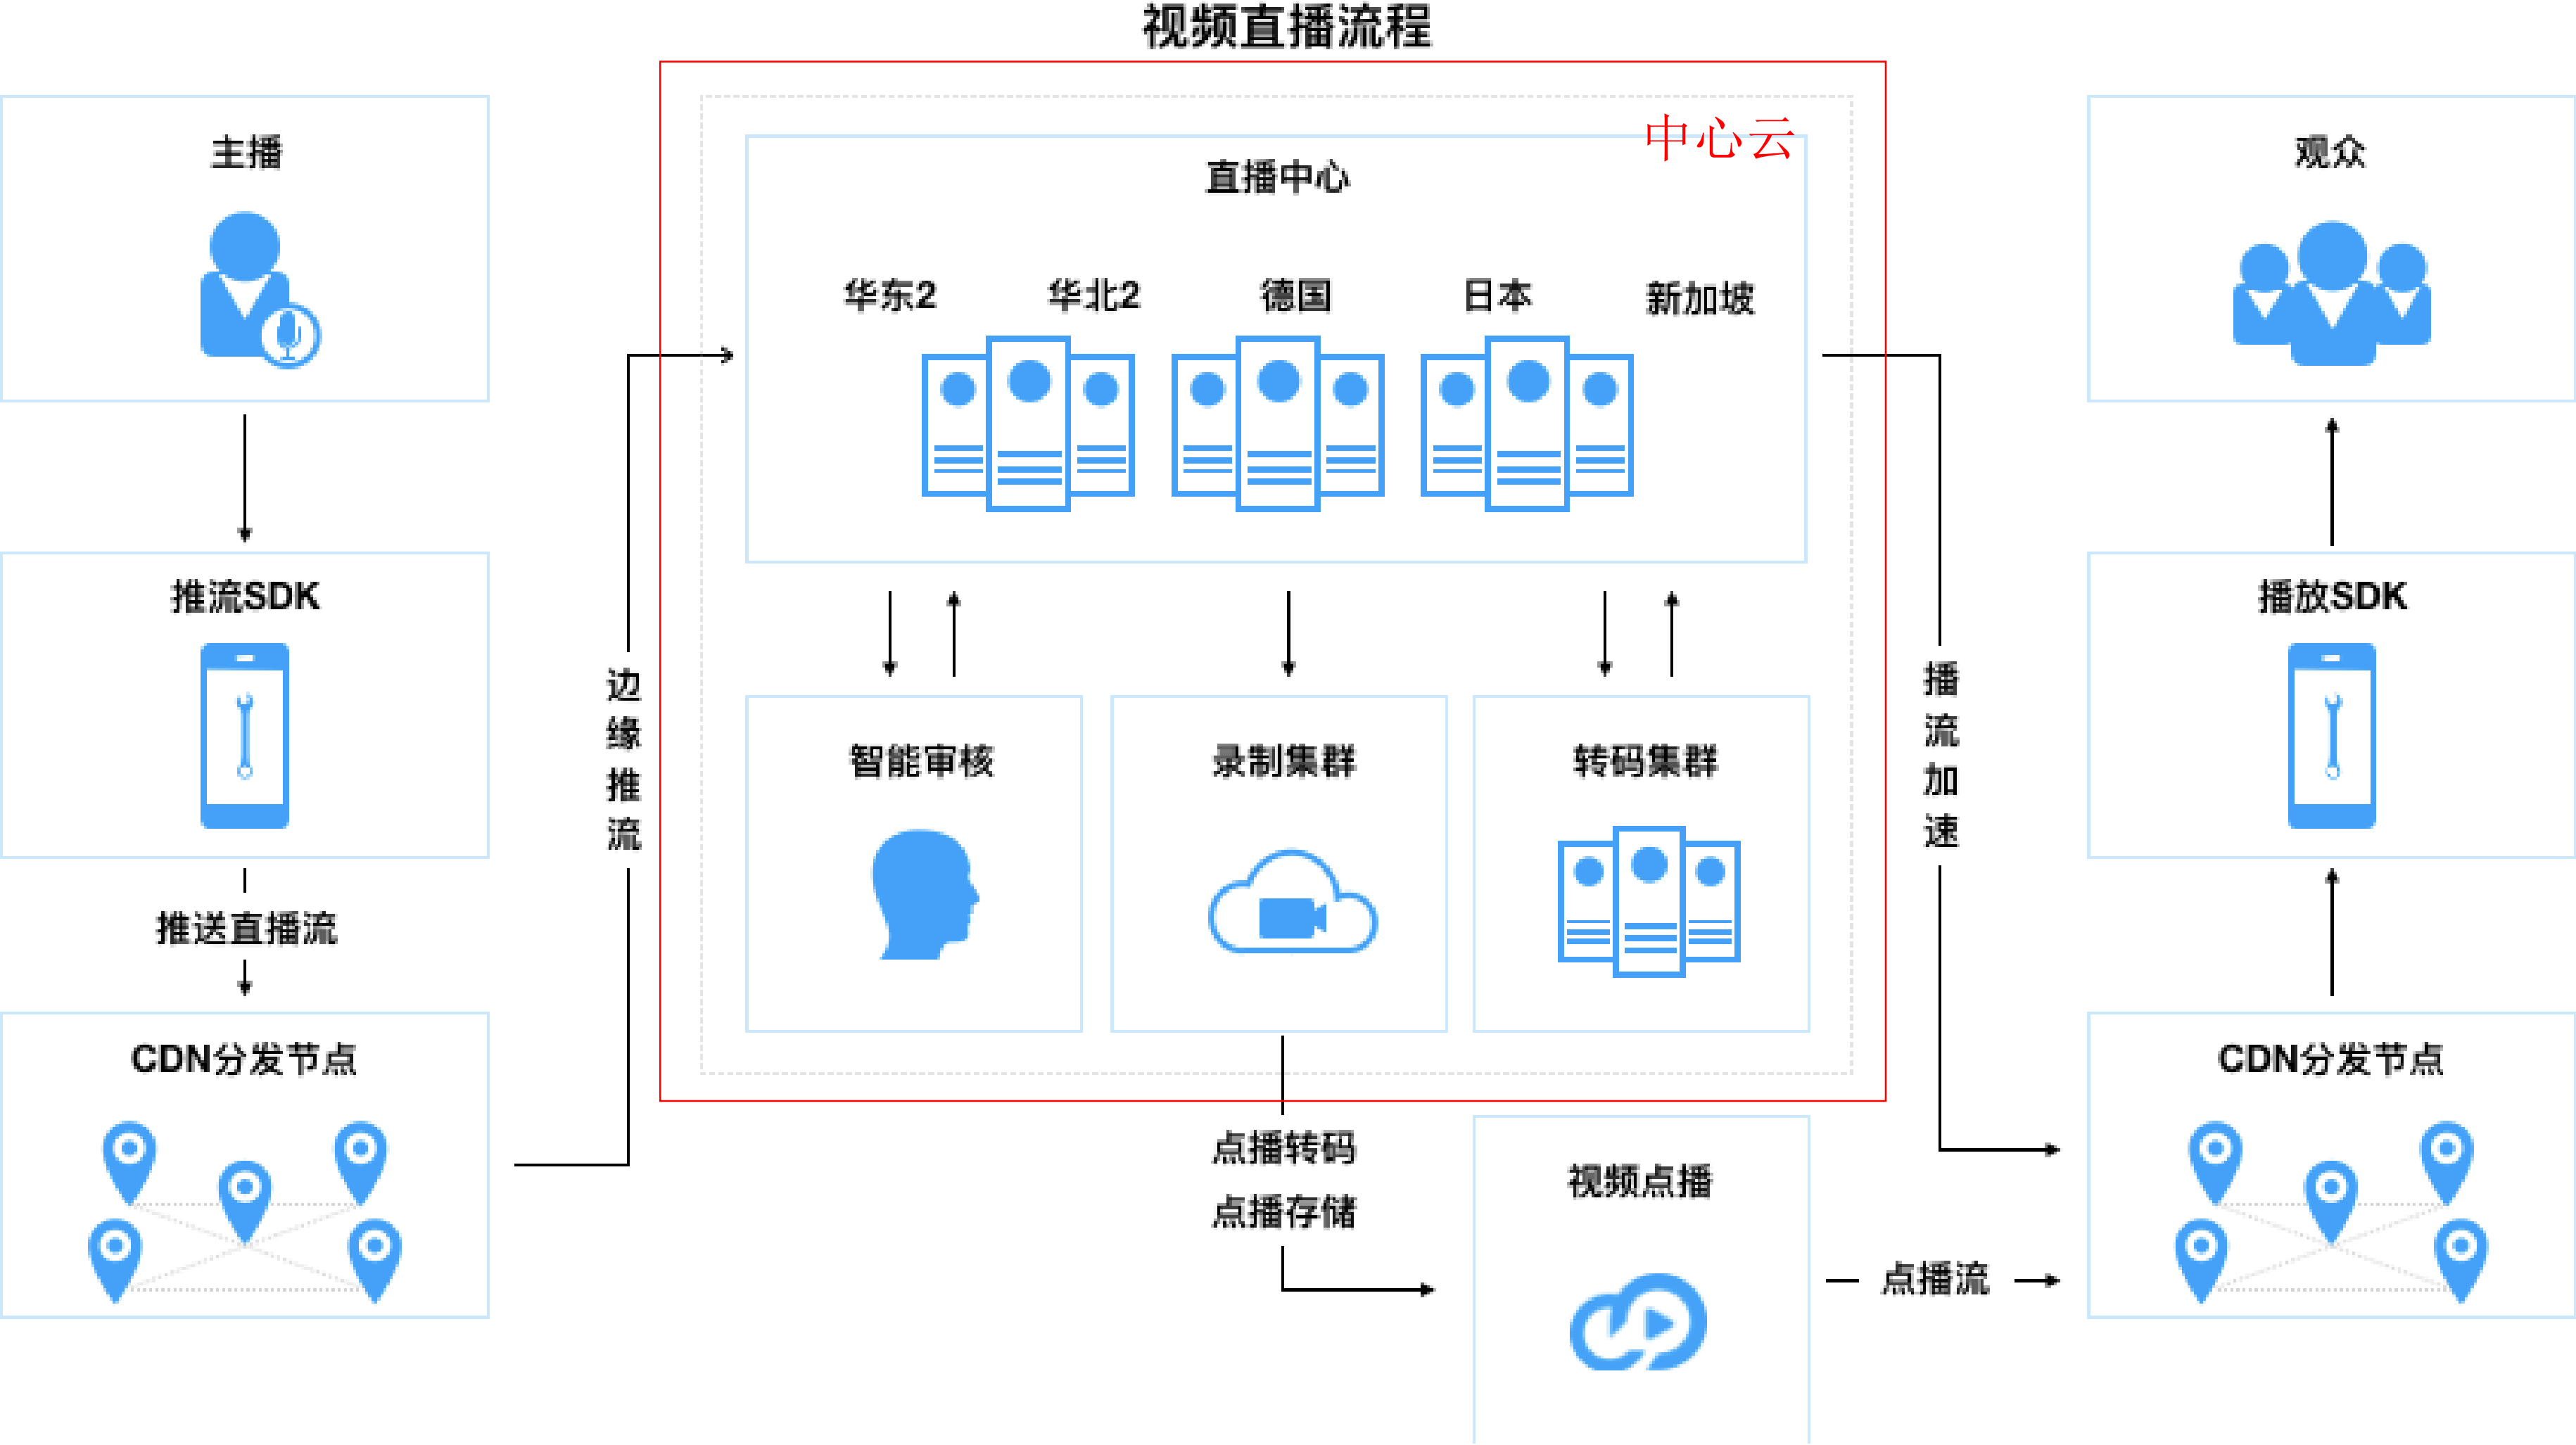 视频直播流程
中心云
主播
推流SDK
推送直播流
CDN分发节点
边缘推流
直播中心
华东2
华北2
德国
日本
新加坡
智能审核
录制集群
转码集群
点播转码
点播存储
视频点播
点播流
播流加速
观众
播放SDK
CDN分发节点